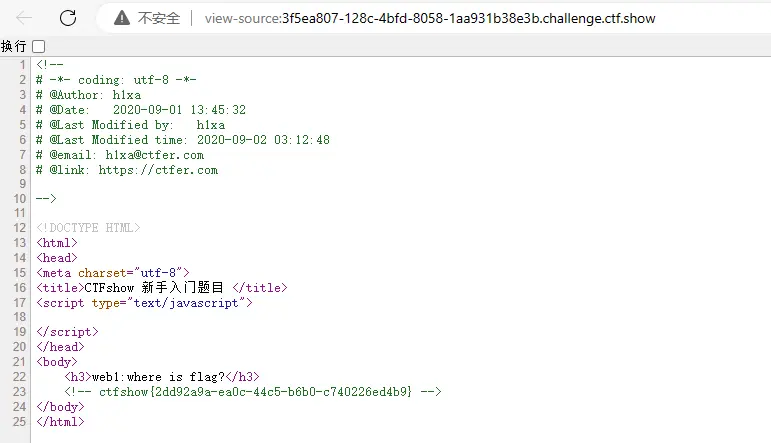 不安全 view-source:3f5ea807-128c-4bfd-8058-1aa931b38e3b.challenge.ctf.show
换行
1 <!--
2 # -*- coding: utf-8 -*-
3 # @Author: h1xa
4 # @Date:   2020-09-01 13:45:32
5 # @Last Modified by:   h1xa
6 # @Last Modified time: 2020-09-02 03:12:48
7 # @email: h1xa@ctfer.com
8 # @link: https://ctfer.com
9
10 -->
11
12 <!DOCTYPE HTML>
13 <html>
14 <head>
15 <meta charset="utf-8">
16 <title>CTFshow 新手入门题目 </title>
17 <script type="text/javascript">
18
19 </script>
20 </head>
21 <body>
22     <h3>web1:where is flag?</h3>
23     <!-- ctfshow{2dd92a9a-ea0c-44c5-b6b0-c740226ed4b9} -->
24 </body>
25 </html>